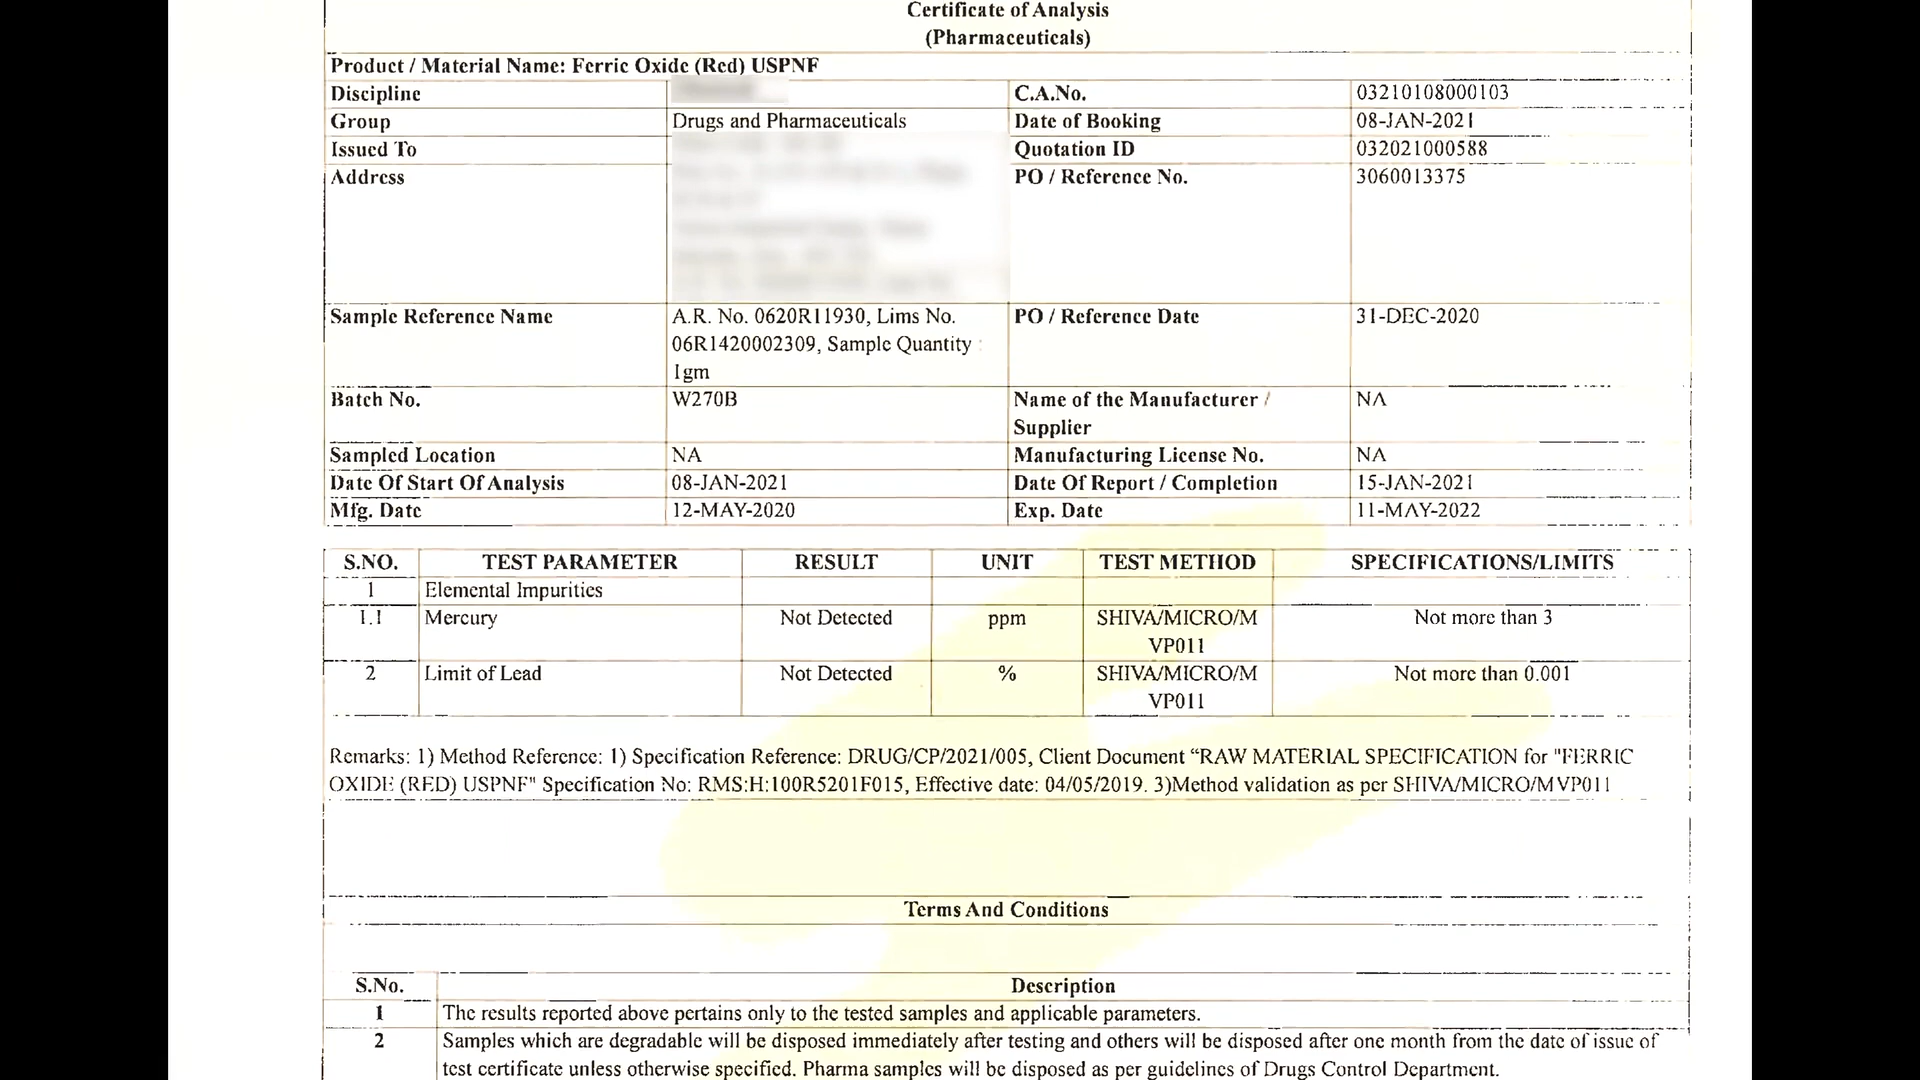 Certificate of Analysis
(Pharmaceuticals)
Product / Material Name: Ferric Oxide (Red) USPNF
Discipline C.A.No. 03210108000103
Group Drugs and Pharmaceuticals Date of Booking 08-JAN-2021
Issued To Quotation ID 032021000588
Address PO / Reference No. 3060013375
Sample Reference Name A.R. No. 0620R11930, Lims No. PO / Reference Date 31-DEC-2020
06R1420002309, Sample Quantity :
1gm
Batch No. W270B Name of the Manufacturer / NA
Supplier
Sampled Location NA Manufacturing License No. NA
Date Of Start Of Analysis 08-JAN-2021 Date Of Report / Completion 15-JAN-2021
Mfg. Date 12-MAY-2020 Exp. Date 11-MAY-2022
S.NO. TEST PARAMETER RESULT UNIT TEST METHOD SPECIFICATIONS/LIMITS
1 Elemental Impurities
1.1 Mercury Not Detected ppm SHIVA/MICRO/M Not more than 3
VP011
2 Limit of Lead Not Detected % SHIVA/MICRO/M Not more than 0.001
VP011
Remarks: 1) Method Reference: 1) Specification Reference: DRUG/CP/2021/005, Client Document “RAW MATERIAL SPECIFICATION for "FERRIC
OXIDE (RED) USPNF" Specification No: RMS:H:100R5201F015, Effective date: 04/05/2019. 3)Method validation as per SHIVA/MICRO/MVP011
Terms And Conditions
S.No. Description
1 The results reported above pertains only to the tested samples and applicable parameters.
2 Samples which are degradable will be disposed immediately after testing and others will be disposed after one month from the date of issue of
test certificate unless otherwise specified. Pharma samples will be disposed as per guidelines of Drugs Control Department.